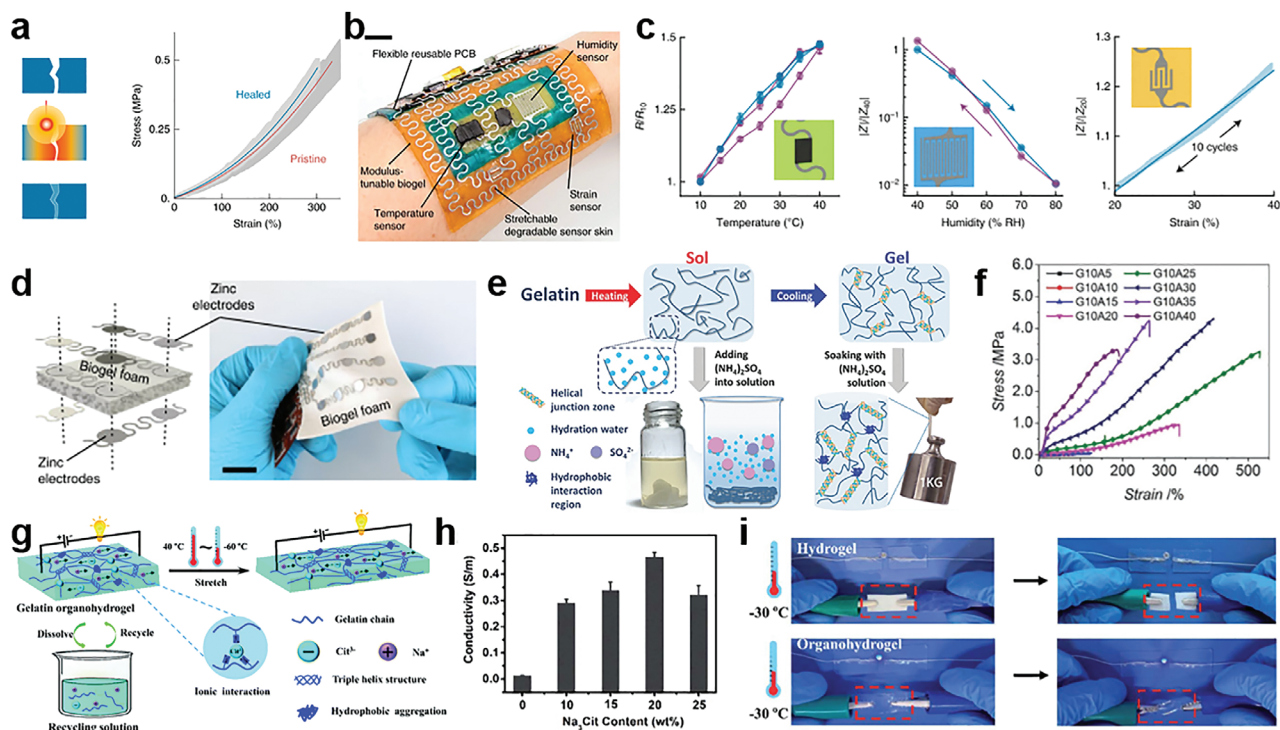 a
Stress (MPa)
0.5
0.25
0
Healed
Pristine
0
100
200
300
Strain (%)
b
Flexible reusable PCB
Humidity
sensor
Modulus-
tunable biogel
Temperature
sensor
Stretchable
degradable sensor skin
Strain
sensor
c
R/R10
1.5
1
10 20 30 40
Temperature (°C)
|Z|/|Z40|
1
10-1
10-2
40 50 60 70 80
Humidity (% RH)
|Z|/|Z20|
1.3
1.2
1.1
1.0
10 cycles
20 30 40
Strain (%)
d
Zinc
electrodes
Biogel foam
Biogel foam
Zinc
electrodes
e
Sol
Gel
Gelatin
Heating
Cooling
Adding
(NH4)2SO4
into solution
Soaking with
(NH4)2SO4
solution
Helical
junction zone
Hydration water
NH4+
SO42-
Hydrophobic
interaction
region
1KG
f
Stress /MPa
6.0
5.0
4.0
3.0
2.0
1.0
0.0
G10A5
G10A10
G10A15
G10A20
G10A25
G10A30
G10A35
G10A40
0 100 200 300 400 500
Strain /%
g
40 °C
~
-60 °C
Stretch
Gelatin organohydrogel
Dissolve
Recycle
Recycling solution
Cit3-
Ionic interaction
Gelatin chain
Cit3-
Na+
Triple helix structure
Hydrophobic aggregation
h
Conductivity (S/m)
0.5
0.4
0.3
0.2
0.1
0.0
0 10 15 20 25
Na3Cit Content (wt%)
i
Hydrogel
-30 °C
Organohydrogel
-30 °C